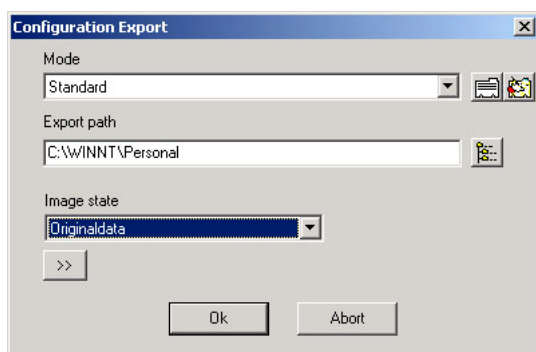 Configuration Export
Mode
Standard
Export path
C:\WINNT\Personal
Image state
Originaldata
>>
Ok Abort